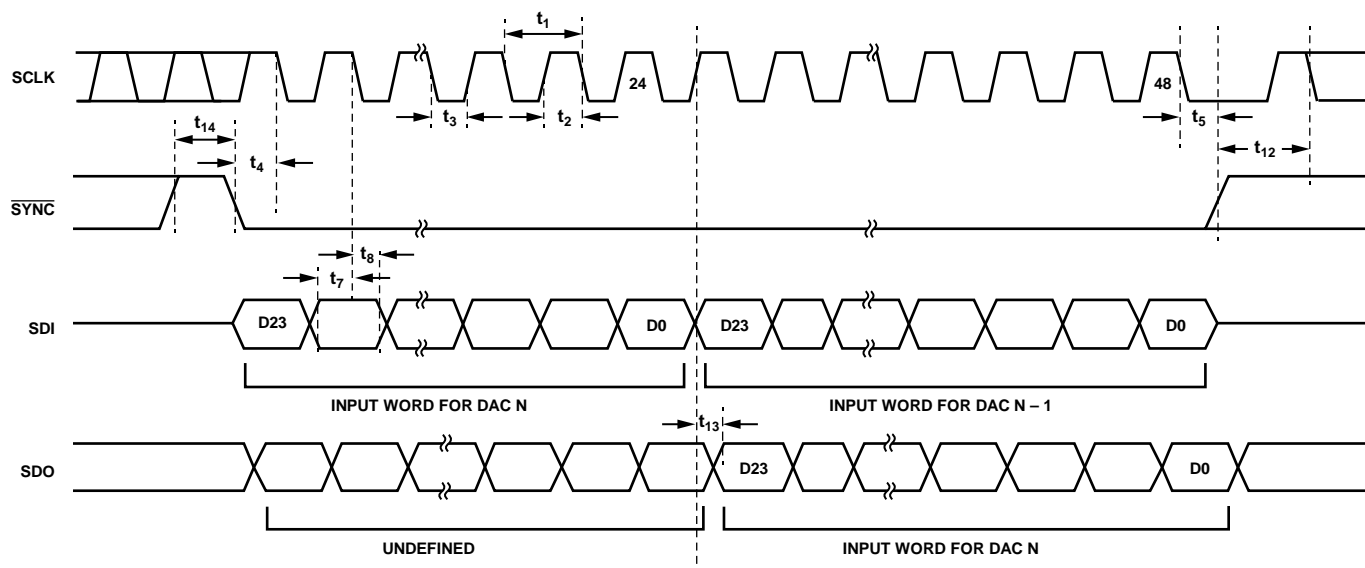 t1
SCLK
24
48
t3
t2
t5
t14
t4
t12
SYNC
t8
t7
SDI
D23
D0
D23
D0
INPUT WORD FOR DAC N
INPUT WORD FOR DAC N – 1
t13
SDO
D23
D0
UNDEFINED
INPUT WORD FOR DAC N